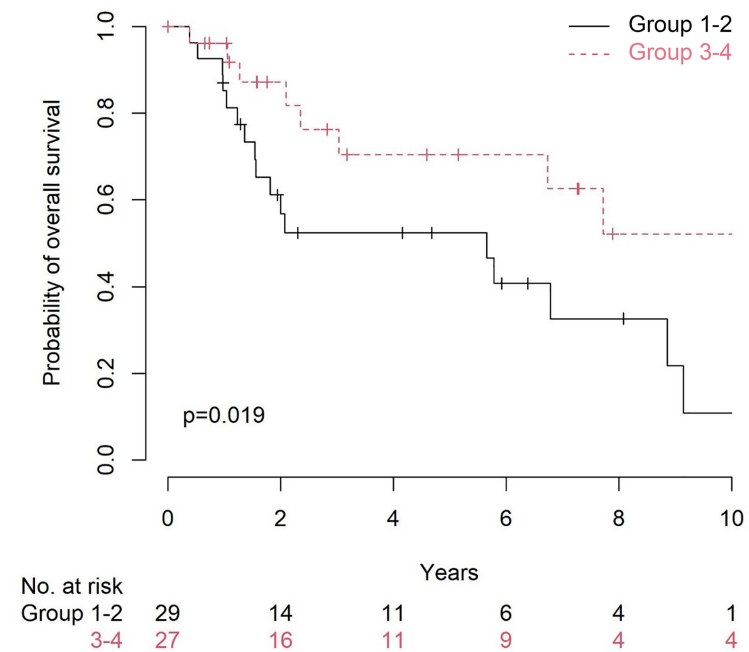 Group 1-2
Group 3-4
Probability of overall survival
1.0
0.8
0.6
0.4
0.2
0.0
p=0.019
0 2 4 6 8 10
Years
No. at risk
Group 1-2 29 14 11 6 4 1
3-4 27 16 11 9 4 4